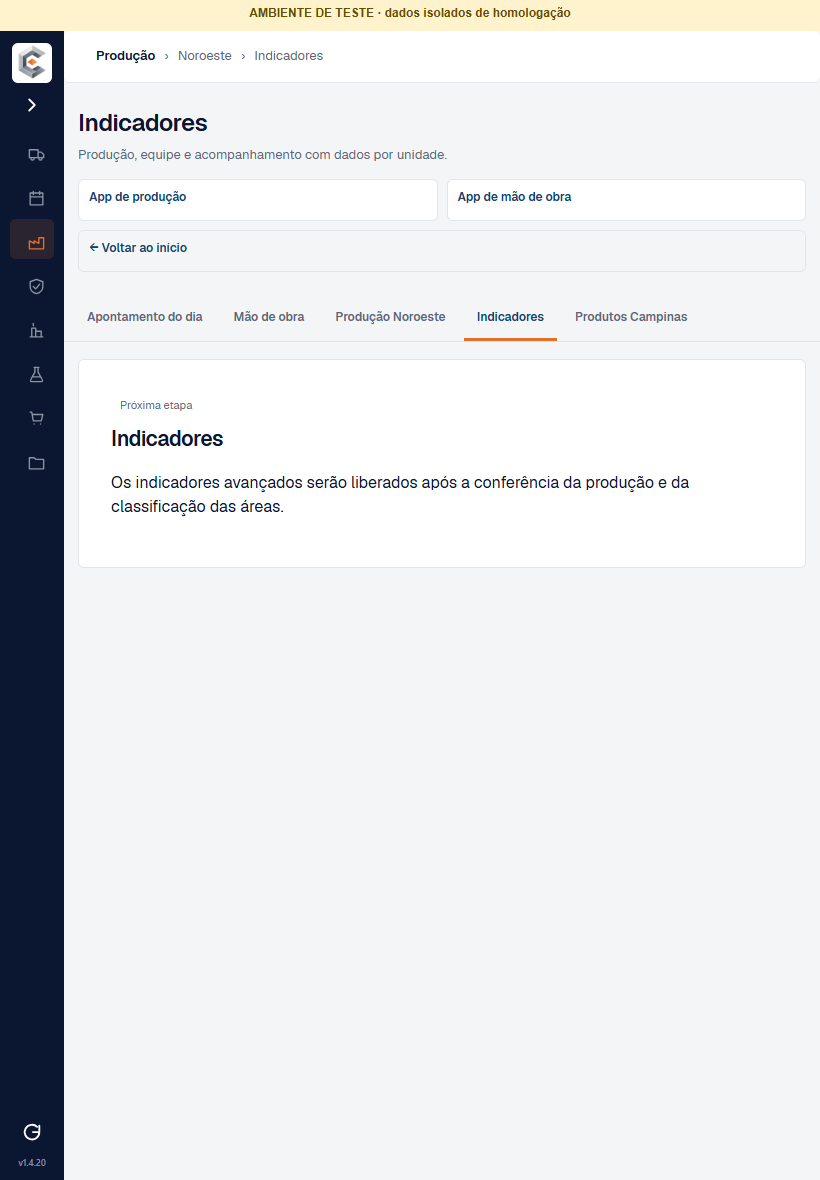 AMBIENTE DE TESTE · dados isolados de homologação
Produção › Noroeste › Indicadores
Indicadores
Produção, equipe e acompanhamento com dados por unidade.
App de produção
App de mão de obra
← Voltar ao início
Apontamento do dia
Mão de obra
Produção Noroeste
Indicadores
Produtos Campinas
Próxima etapa
Indicadores
Os indicadores avançados serão liberados após a conferência da produção e da
classificação das áreas.
v1.4.20